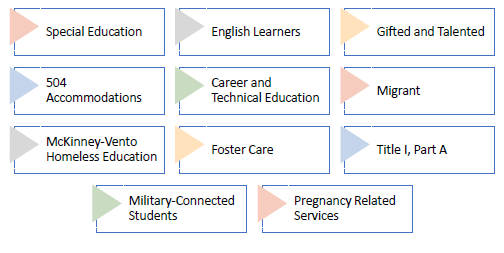 Special Education
English Learners
Gifted and Talented
504
Accommodations
Career and
Technical Education
Migrant
McKinney-Vento
Homeless Education
Foster Care
Title I, Part A
Military-Connected
Students
Pregnancy Related
Services